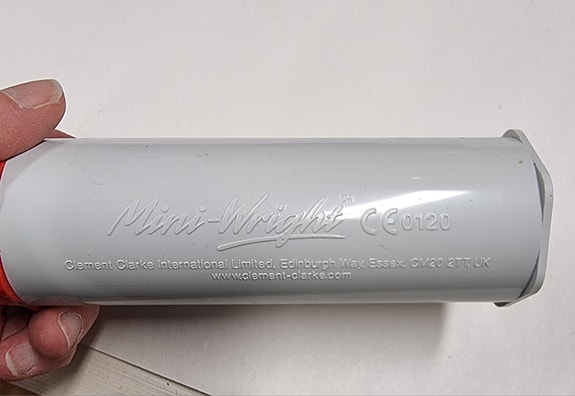 Mini-Wright™ CE0120
Clement Clarke International Limited, Edinburgh Way, Essex, CM20 2TT, UK
www.clement-clarke.com